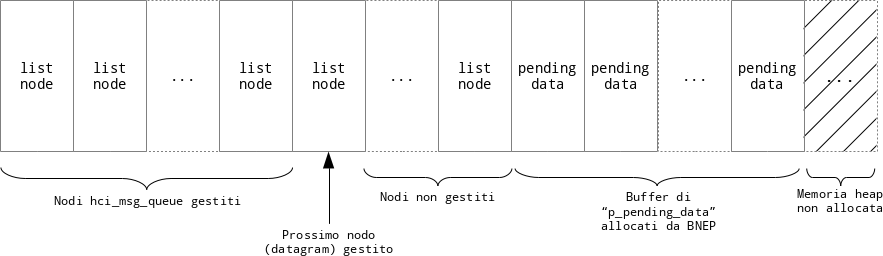 list node
list node
...
list node
list node
...
list node
pending data
pending data
...
pending data
...
Nodi hci_msg_queue gestiti
Prossimo nodo
(datagram) gestito
Nodi non gestiti
Buffer di
“p_pending_data”
allocati da BNEP
Memoria heap
non allocata